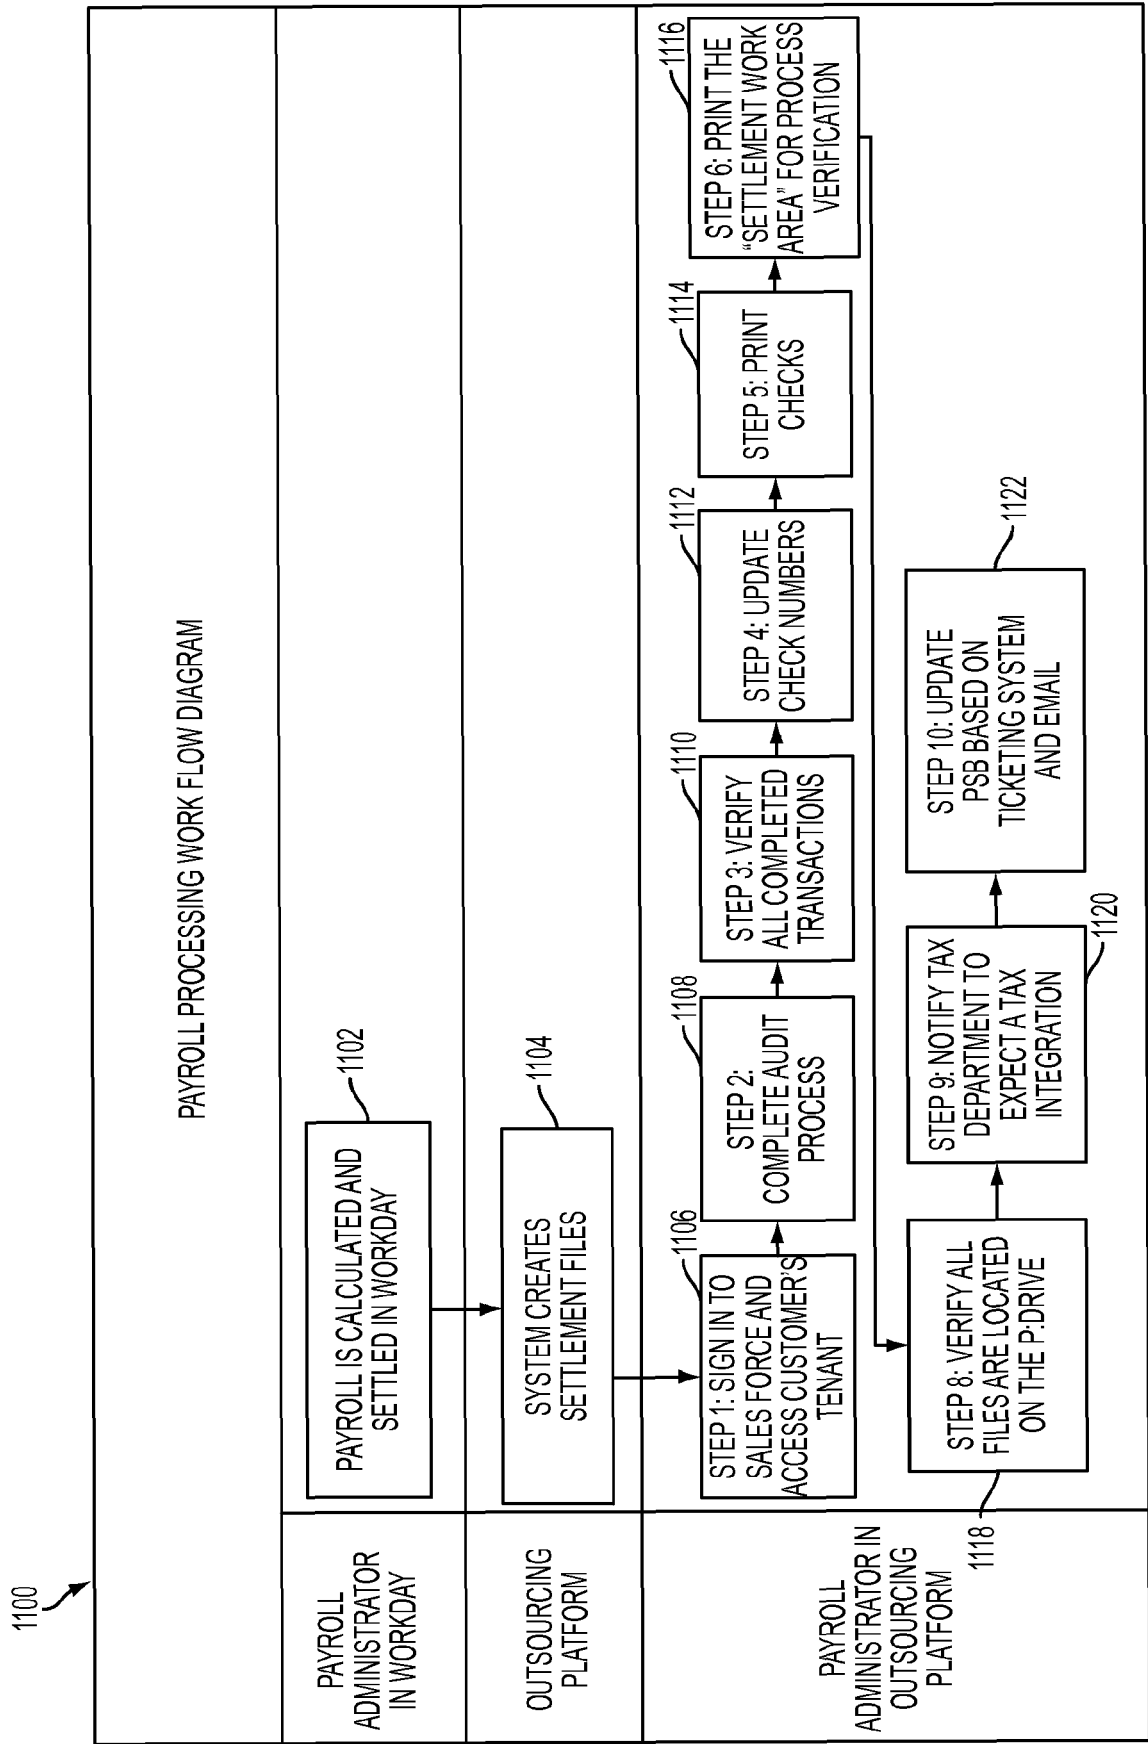 1100
PAYROLL PROCESSING WORK FLOW DIAGRAM
PAYROLL
ADMINISTRATOR
IN WORKDAY
1102
PAYROLL IS CALCULATED AND
SETTLED IN WORKDAY
OUTSOURCING
PLATFORM
1104
SYSTEM CREATES
SETTLEMENT FILES
PAYROLL
ADMINISTRATOR IN
OUTSOURCING
PLATFORM
1106
STEP 1: SIGN IN TO
SALES FORCE AND
ACCESS CUSTOMER'S
TENANT
1108
STEP 2:
COMPLETE AUDIT
PROCESS
1110
STEP 3: VERIFY
ALL COMPLETED
TRANSACTIONS
1112
STEP 4: UPDATE
CHECK NUMBERS
1114
STEP 5: PRINT
CHECKS
1116
STEP 6: PRINT THE
"SETTLEMENT WORK
AREA" FOR PROCESS
VERIFICATION
STEP 8: VERIFY ALL
FILES ARE LOCATED
ON THE P:DRIVE
1118
STEP 9: NOTIFY TAX
DEPARTMENT TO
EXPECT A TAX
INTEGRATION
1120
STEP 10: UPDATE
PSB BASED ON
TICKETING SYSTEM
AND EMAIL
1122